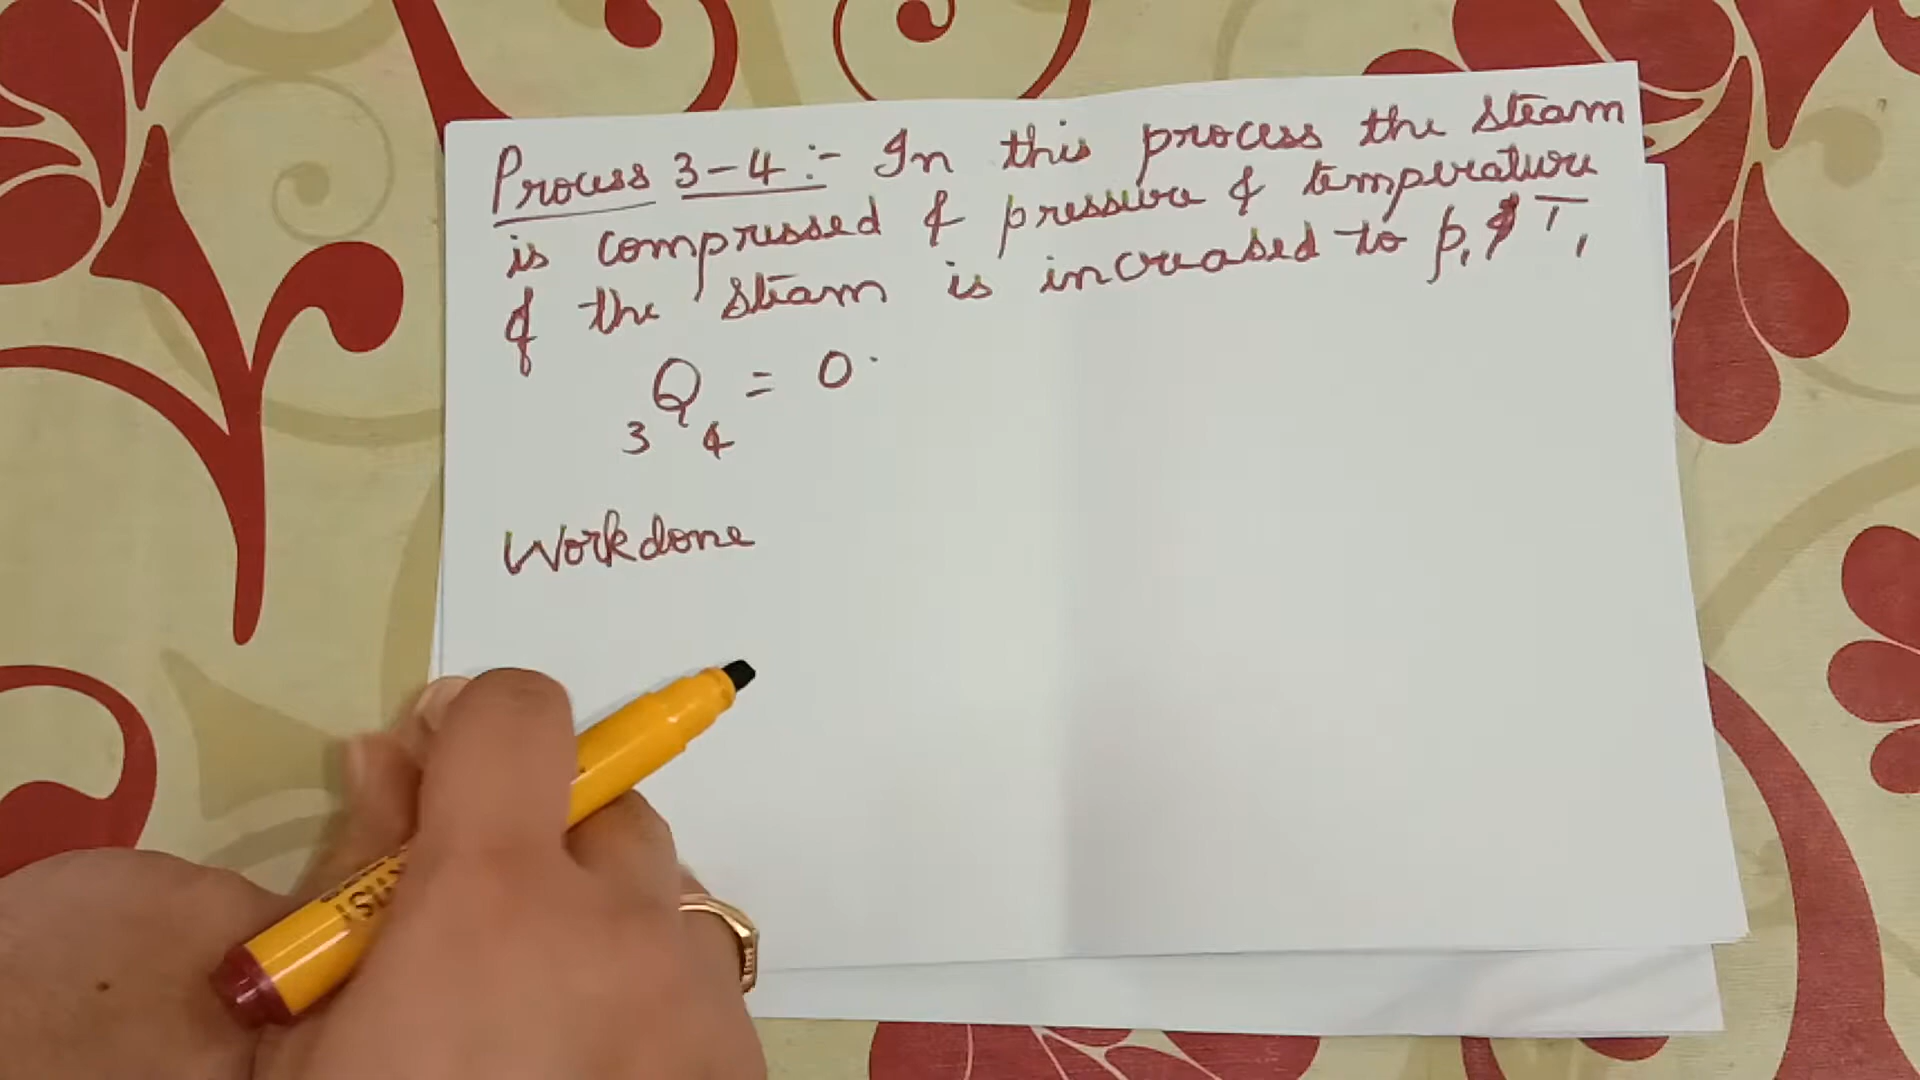 Process 3-4 :- In this process the steam
is compressed & pressure & temperature
of the steam is increased to p₁ & T₁
₃Q₄ = 0.
Workdone